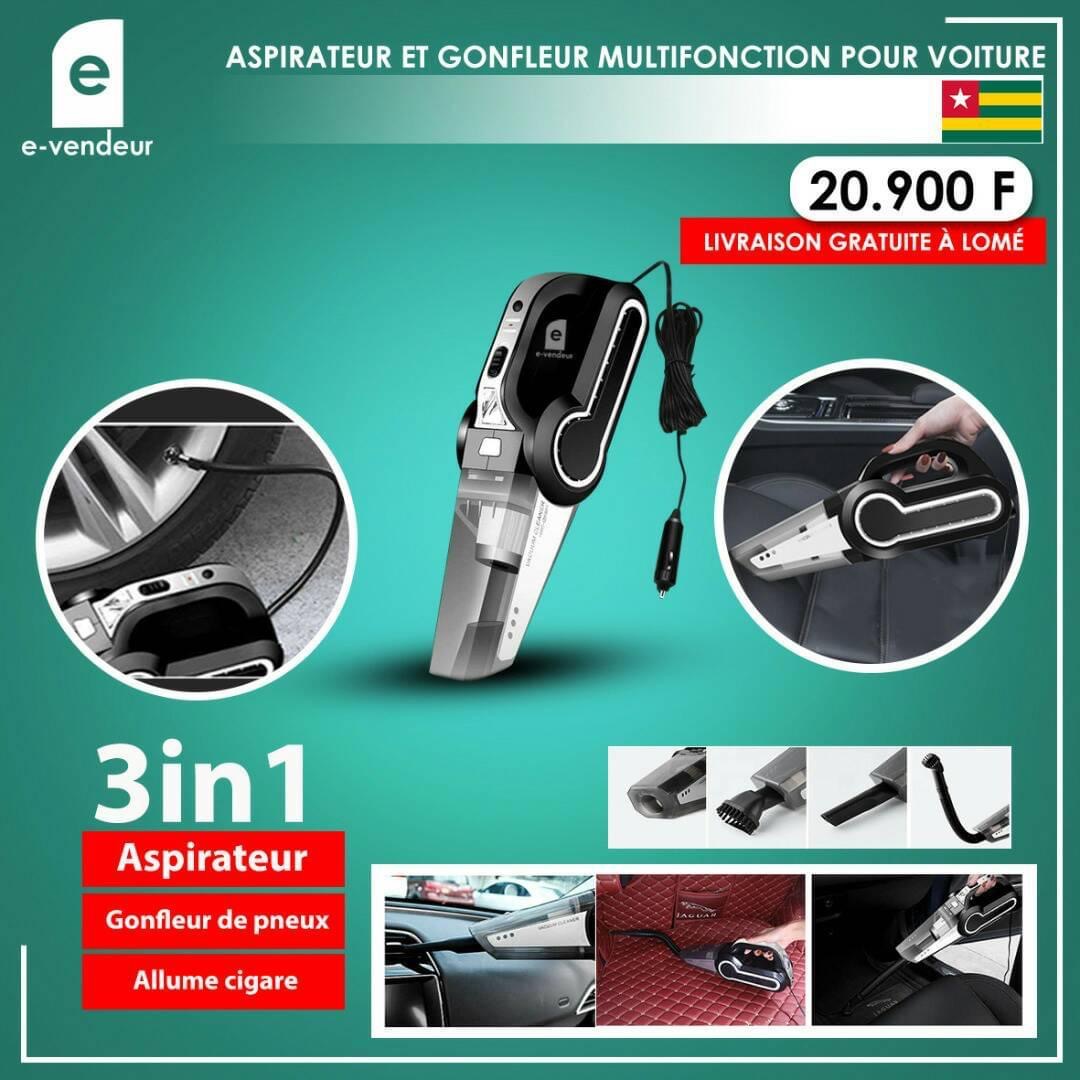 e
e-vendeur
ASPIRATEUR ET GONFLEUR MULTIFONCTION POUR VOITURE
20.900 F
LIVRAISON GRATUITE À LOMÉ
e
e-vendeur
VACUUM CLEANER
3in1
Aspirateur
Gonfleur de pneux
Allume cigare
VACUUM CLEANER
JAGUAR